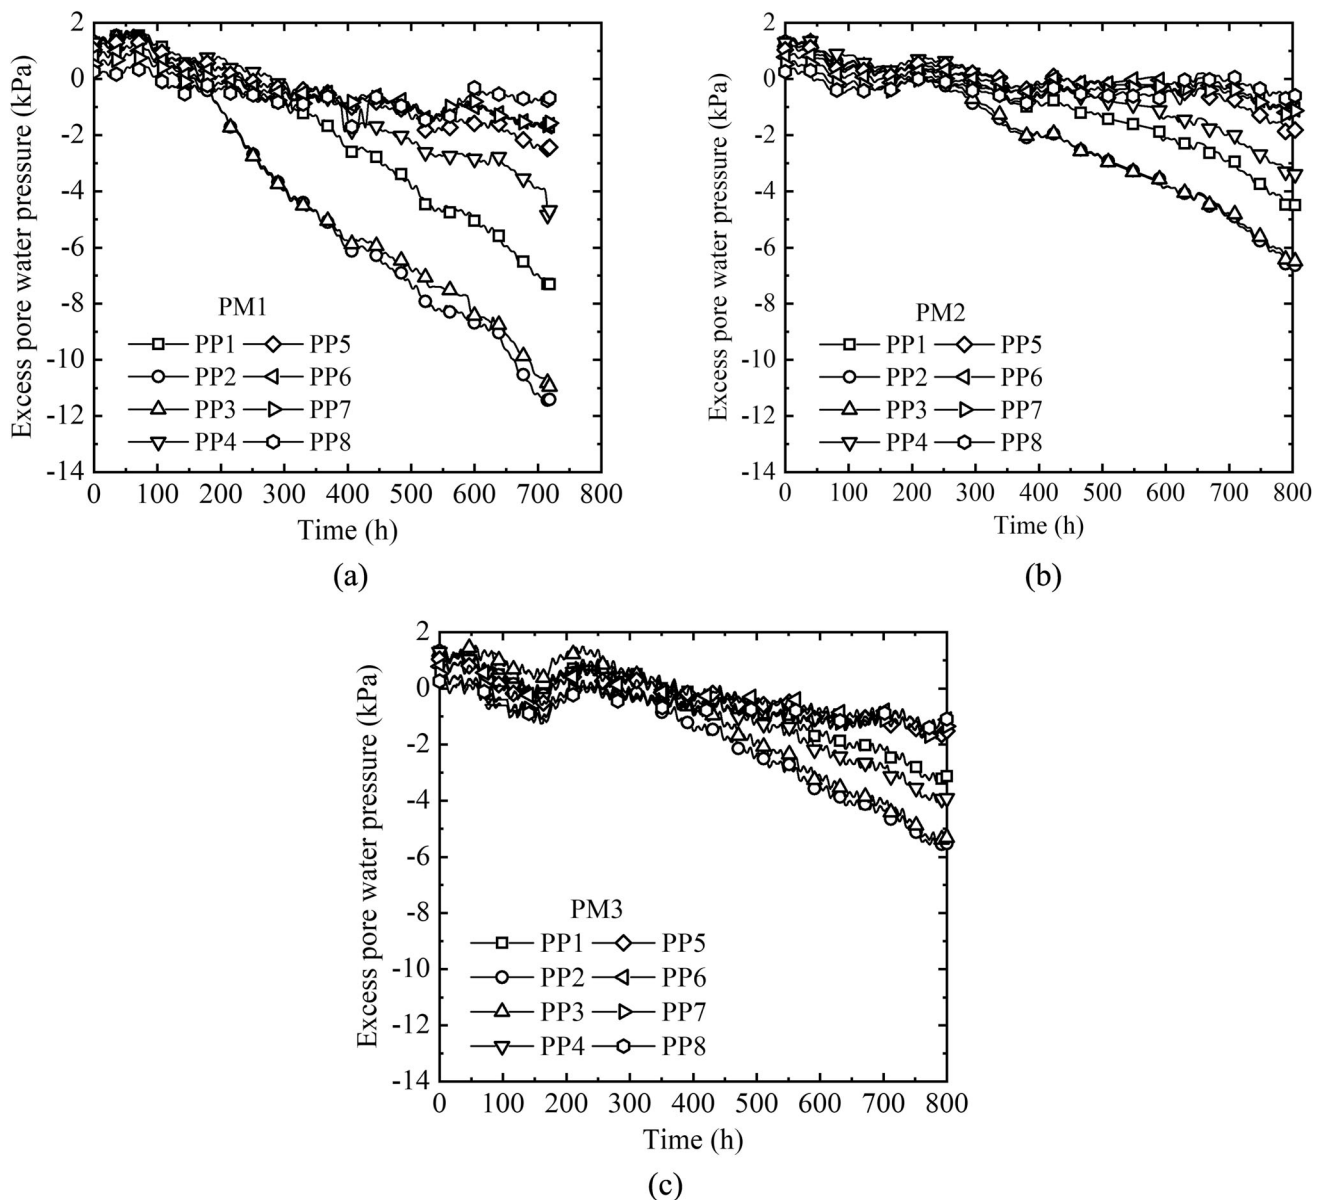 2
0
-2
-4
-6
-8
-10
-12
-14
Excess pore water pressure (kPa)
PM1
PP1 PP5
PP2 PP6
PP3 PP7
PP4 PP8
0 100 200 300 400 500 600 700 800
Time (h)
(a)
2
0
-2
-4
-6
-8
-10
-12
-14
Excess pore water pressure (kPa)
PM2
PP1 PP5
PP2 PP6
PP3 PP7
PP4 PP8
0 100 200 300 400 500 600 700 800
Time (h)
(b)
2
0
-2
-4
-6
-8
-10
-12
-14
Excess pore water pressure (kPa)
PM3
PP1 PP5
PP2 PP6
PP3 PP7
PP4 PP8
0 100 200 300 400 500 600 700 800
Time (h)
(c)